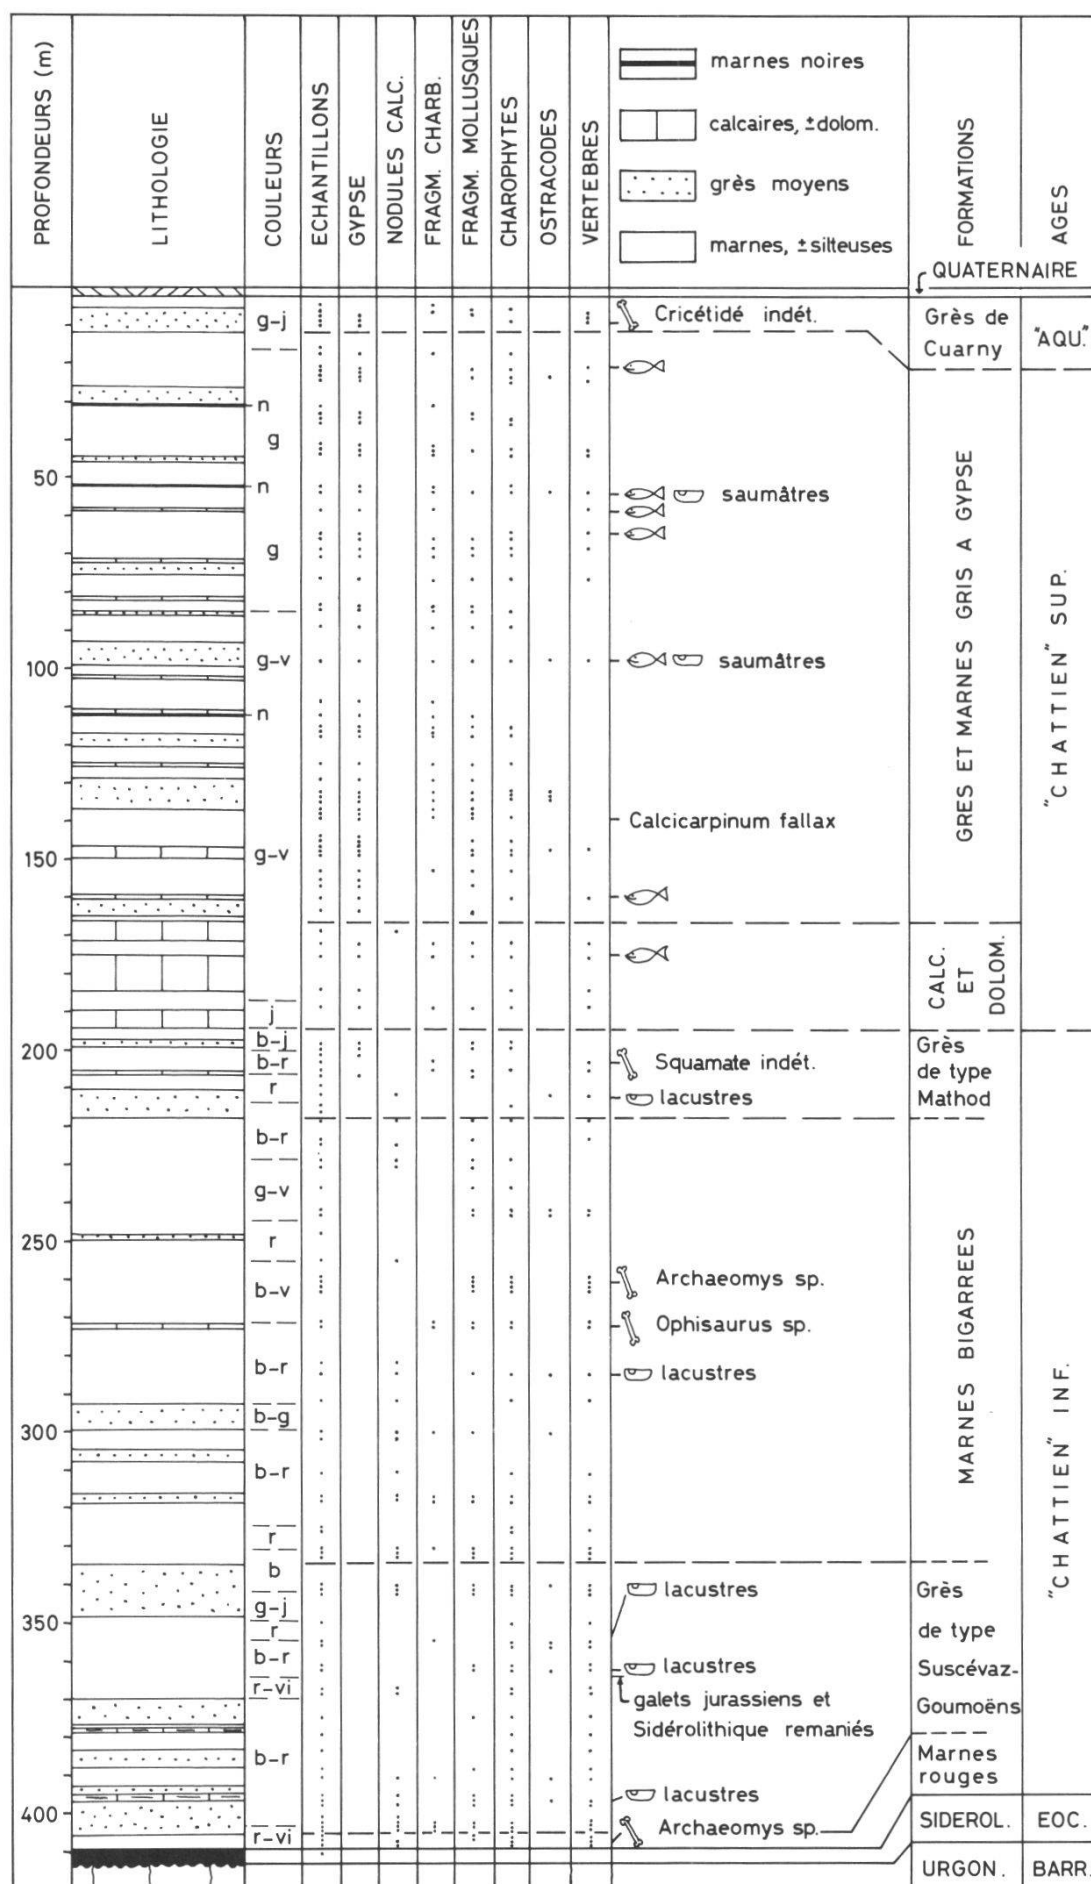 PROFONDEURS (m)
LITHOLOGIE
COULEURS
ECHANTILLONS
GYPSE
NODULES CALC.
FRAGM. CHARB.
FRAGM. MOLLUSQUES
CHAROPHYTES
OSTRACODES
VERTEBRES
marnes noires
calcaires, ±dolom.
grès moyens
marnes, ±silteuses
FORMATIONS
AGES
QUATERNAIRE
g-j
Cricétidé indét.
Grès de
Cuarny
"AQU."
n
g
50
n
saumâtres
g
GRES ET MARNES GRIS A GYPSE
"CHATTIEN" SUP.
100
g-v
saumâtres
n
Calcicarpinum fallax
150
g-v
CALC.
ET
DOLOM.
j
b-j
200
b-r
Squamate indét.
Grès
de type
Mathod
r
lacustres
b-r
g-v
250
r
b-v
Archaeomys sp.
Ophisaurus sp.
b-r
lacustres
MARNES BIGARREES
"CHATTIEN" INF.
b-g
300
b-r
r
b
lacustres
Grès
g-j
350
r
de type
b-r
lacustres
Suscévaz-
r-vi
galets jurassiens et
Goumoëns
Sidérolithique remaniés
b-r
Marnes
rouges
lacustres
400
SIDEROL.
EOC.
r-vi
Archaeomys sp.
URGON.
BARR.